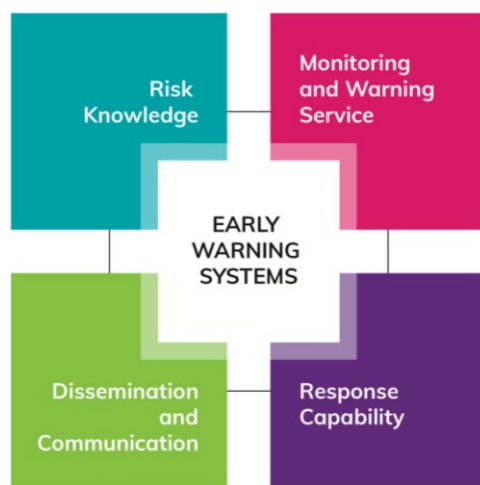 Risk
Knowledge
Monitoring
and Warning
Service
EARLY
WARNING
SYSTEMS
Dissemination
and
Communication
Response
Capability